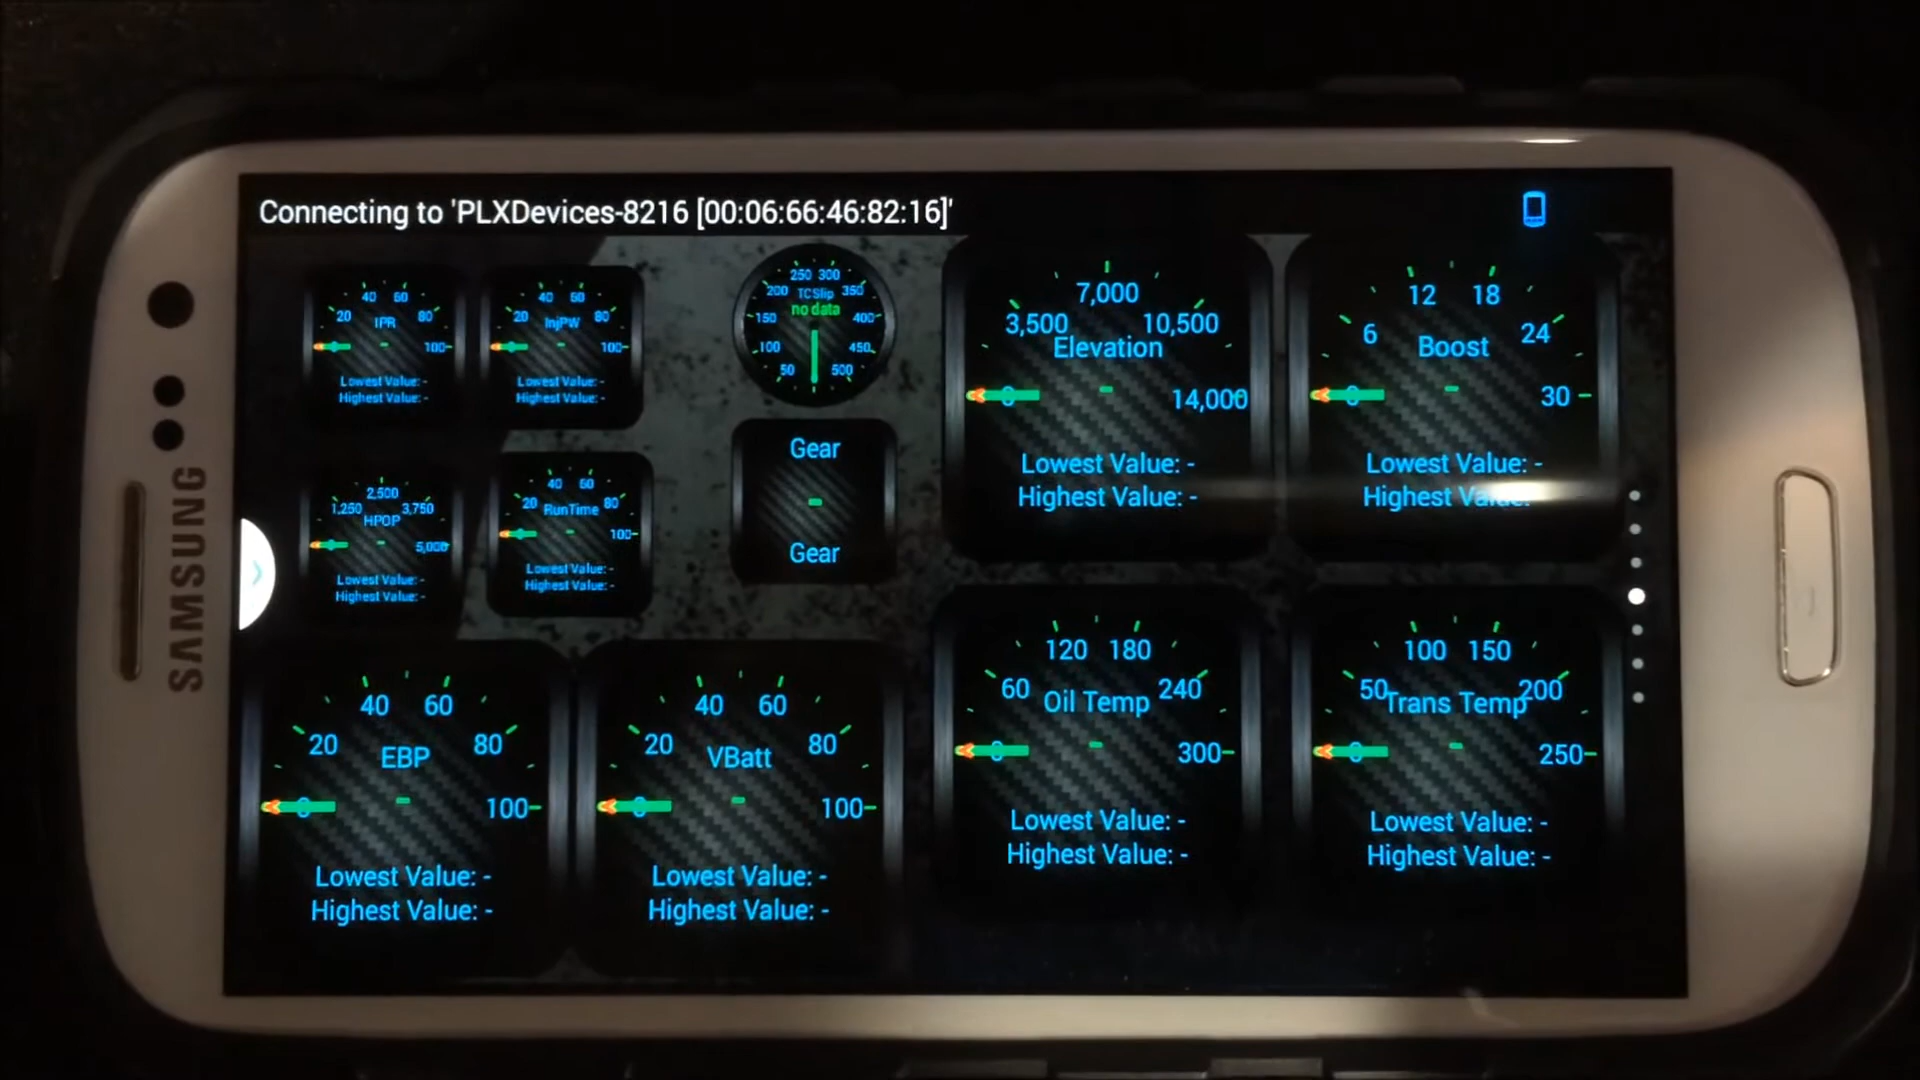 Connecting to 'PLXDevices-8216 [00:06:66:46:82:16]'
SAMSUNG
40 60
20 80
IPR
100
Lowest Value: -
Highest Value: -
40 60
20 80
InjPW
100
Lowest Value: -
Highest Value: -
250 300
200 TCSlip 350
no data
150 400
100 450
50 500
7,000
3,500 10,500
Elevation
0 14,000
Lowest Value: -
Highest Value: -
12 18
6 24
Boost
0 30
Lowest Value: -
Highest Value: -
2,500
1,250 3,750
HPOP
5,000
Lowest Value: -
Highest Value: -
40 60
20 80
RunTime
100
Lowest Value: -
Highest Value: -
Gear
Gear
40 60
20 80
EBP
0 100
Lowest Value: -
Highest Value: -
40 60
20 80
VBatt
0 100
Lowest Value: -
Highest Value: -
120 180
60 240
Oil Temp
0 300
Lowest Value: -
Highest Value: -
100 150
50 200
Trans Temp
0 250
Lowest Value: -
Highest Value: -